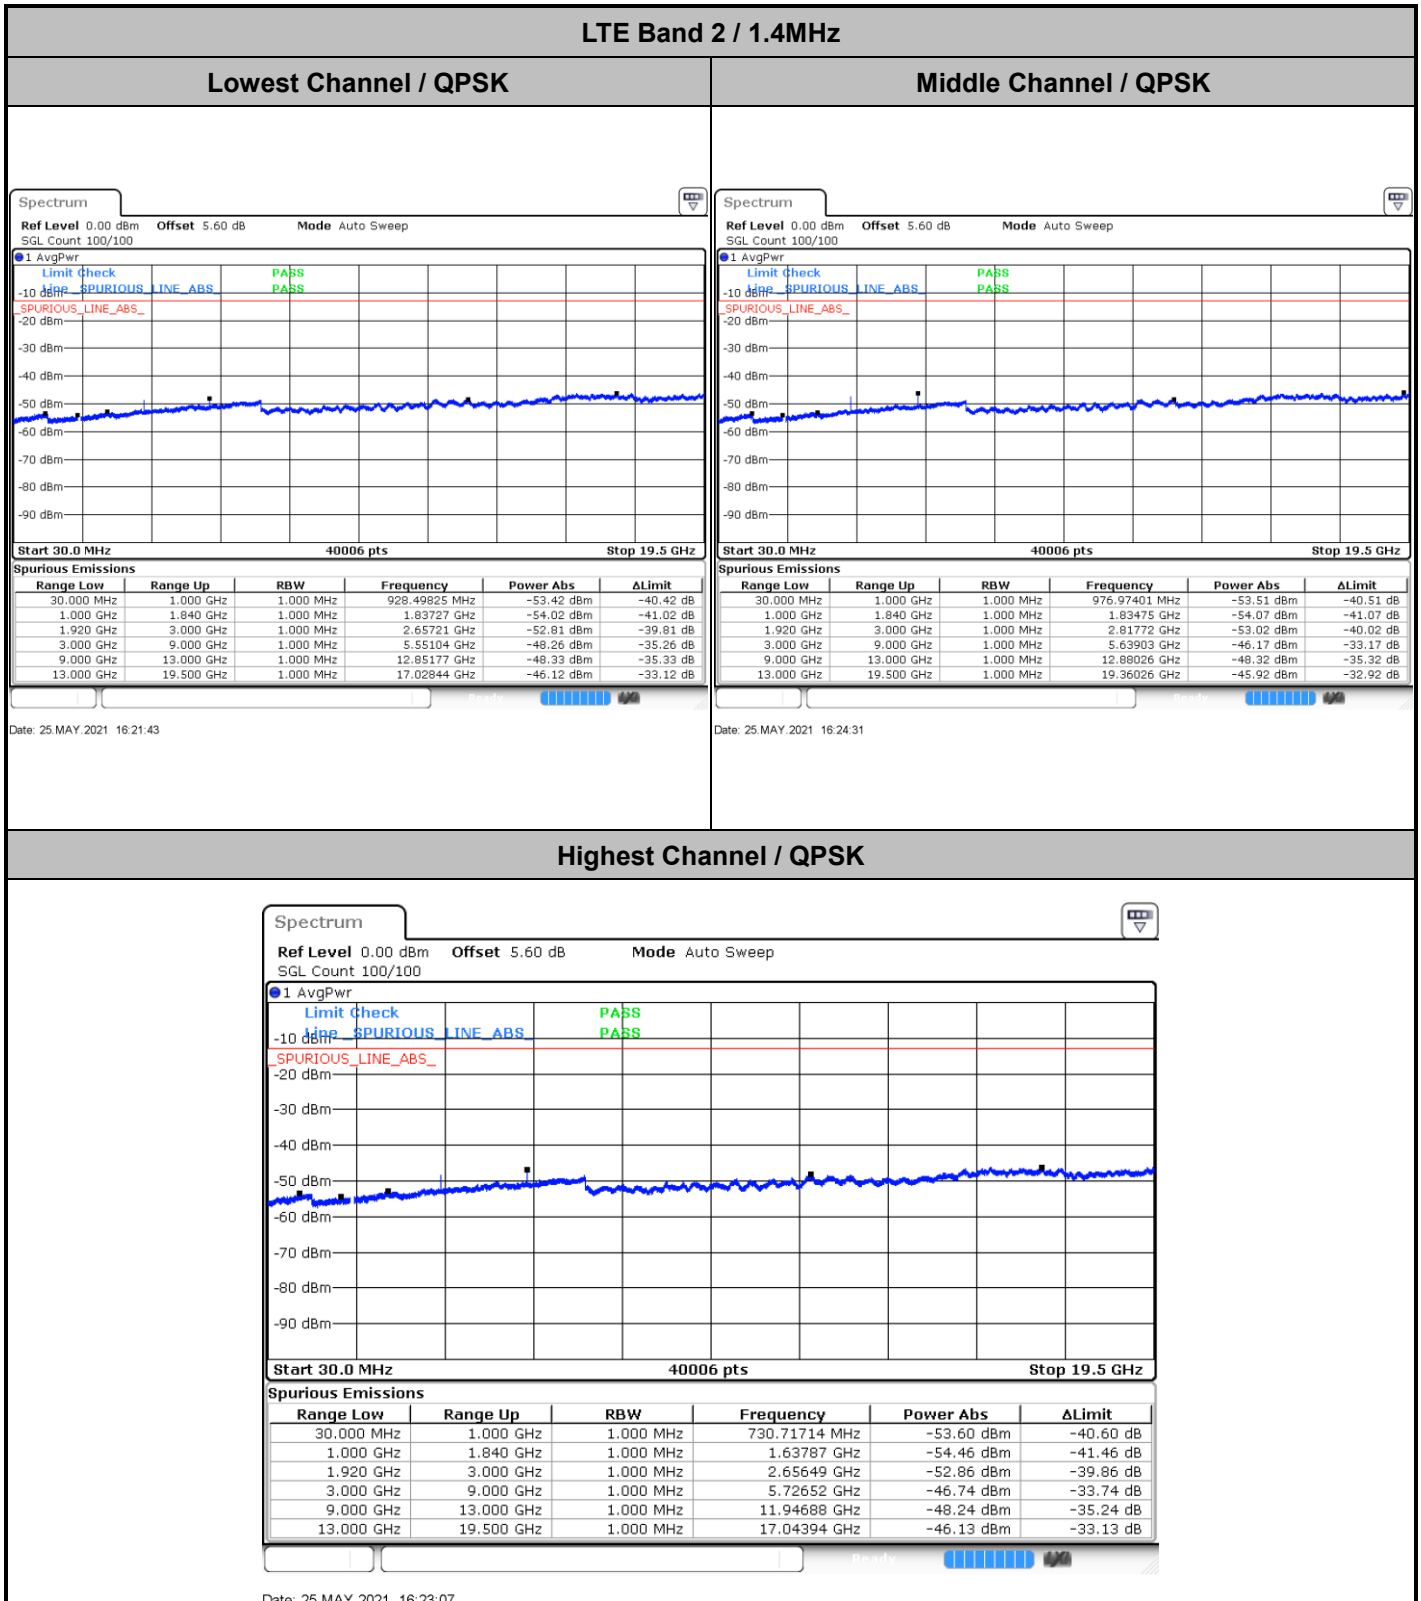 LTE Band 2 / 1.4MHz
Lowest Channel / QPSK
Middle Channel / QPSK
Spectrum
Ref Level 0.00 dBm Offset 5.60 dB Mode Auto Sweep
SGL Count 100/100
1 AvgPwr
Limit Check PASS
Line _SPURIOUS_LINE_ABS_ PASS
-10 dBm
_SPURIOUS_LINE_ABS_
-20 dBm
-30 dBm
-40 dBm
-50 dBm
-60 dBm
-70 dBm
-80 dBm
-90 dBm
Start 30.0 MHz 40006 pts Stop 19.5 GHz
Spurious Emissions
Range Low Range Up RBW Frequency Power Abs ΔLimit
30.000 MHz 1.000 GHz 1.000 MHz 928.49825 MHz -53.42 dBm -40.42 dB
1.000 GHz 1.840 GHz 1.000 MHz 1.83727 GHz -54.02 dBm -41.02 dB
1.920 GHz 3.000 GHz 1.000 MHz 2.65721 GHz -52.81 dBm -39.81 dB
3.000 GHz 9.000 GHz 1.000 MHz 5.55104 GHz -48.26 dBm -35.26 dB
9.000 GHz 13.000 GHz 1.000 MHz 12.85177 GHz -48.33 dBm -35.33 dB
13.000 GHz 19.500 GHz 1.000 MHz 17.02844 GHz -46.12 dBm -33.12 dB
Ready
Date: 25.MAY.2021 16:21:43
Spectrum
Ref Level 0.00 dBm Offset 5.60 dB Mode Auto Sweep
SGL Count 100/100
1 AvgPwr
Limit Check PASS
Line _SPURIOUS_LINE_ABS_ PASS
-10 dBm
_SPURIOUS_LINE_ABS_
-20 dBm
-30 dBm
-40 dBm
-50 dBm
-60 dBm
-70 dBm
-80 dBm
-90 dBm
Start 30.0 MHz 40006 pts Stop 19.5 GHz
Spurious Emissions
Range Low Range Up RBW Frequency Power Abs ΔLimit
30.000 MHz 1.000 GHz 1.000 MHz 976.97401 MHz -53.51 dBm -40.51 dB
1.000 GHz 1.840 GHz 1.000 MHz 1.83475 GHz -54.07 dBm -41.07 dB
1.920 GHz 3.000 GHz 1.000 MHz 2.81772 GHz -53.02 dBm -40.02 dB
3.000 GHz 9.000 GHz 1.000 MHz 5.63903 GHz -46.17 dBm -33.17 dB
9.000 GHz 13.000 GHz 1.000 MHz 12.88026 GHz -48.32 dBm -35.32 dB
13.000 GHz 19.500 GHz 1.000 MHz 19.36026 GHz -45.92 dBm -32.92 dB
Ready
Date: 25.MAY.2021 16:24:31
Highest Channel / QPSK
Spectrum
Ref Level 0.00 dBm Offset 5.60 dB Mode Auto Sweep
SGL Count 100/100
1 AvgPwr
Limit Check PASS
Line _SPURIOUS_LINE_ABS_ PASS
-10 dBm
_SPURIOUS_LINE_ABS_
-20 dBm
-30 dBm
-40 dBm
-50 dBm
-60 dBm
-70 dBm
-80 dBm
-90 dBm
Start 30.0 MHz 40006 pts Stop 19.5 GHz
Spurious Emissions
Range Low Range Up RBW Frequency Power Abs ΔLimit
30.000 MHz 1.000 GHz 1.000 MHz 730.71714 MHz -53.60 dBm -40.60 dB
1.000 GHz 1.840 GHz 1.000 MHz 1.63787 GHz -54.46 dBm -41.46 dB
1.920 GHz 3.000 GHz 1.000 MHz 2.65649 GHz -52.86 dBm -39.86 dB
3.000 GHz 9.000 GHz 1.000 MHz 5.72652 GHz -46.74 dBm -33.74 dB
9.000 GHz 13.000 GHz 1.000 MHz 11.94688 GHz -48.24 dBm -35.24 dB
13.000 GHz 19.500 GHz 1.000 MHz 17.04394 GHz -46.13 dBm -33.13 dB
Ready
Date: 25.MAY.2021 16:23:07